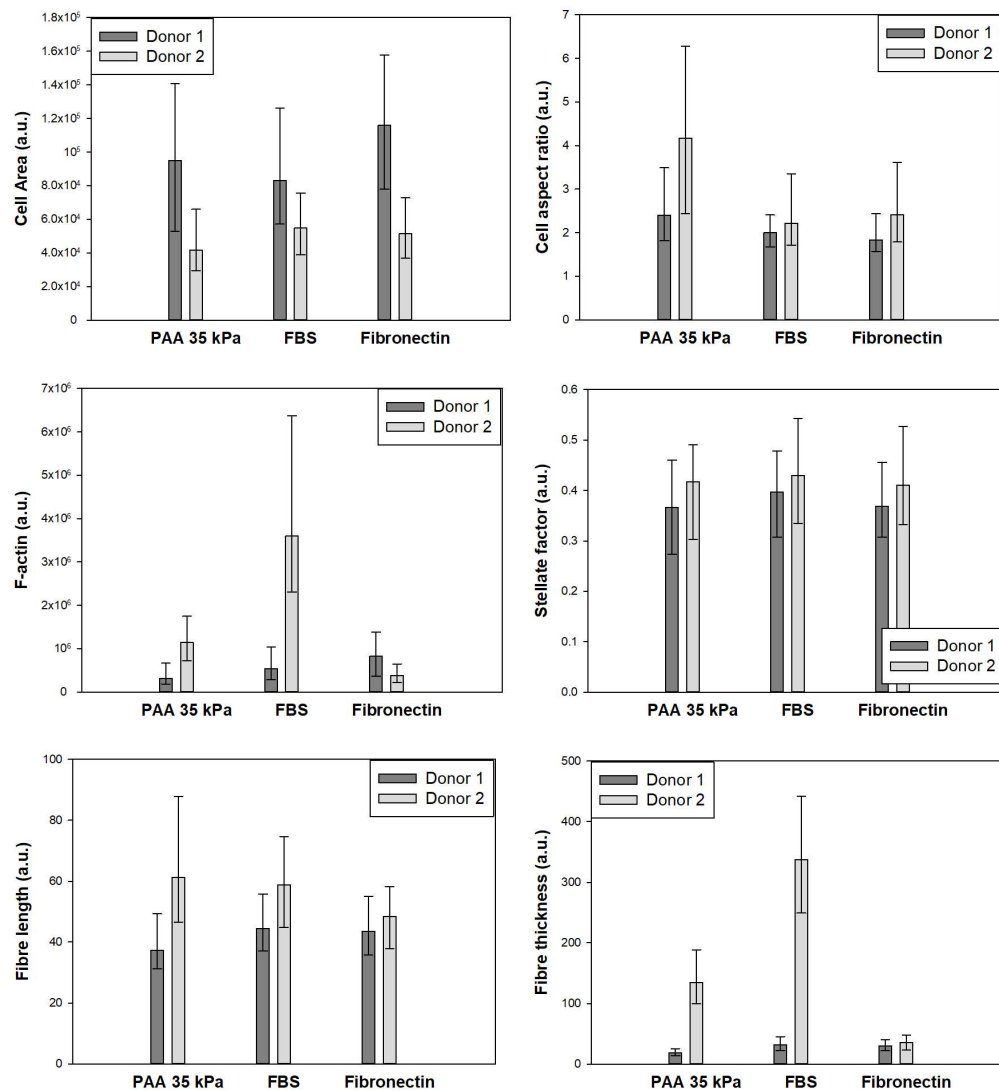 Cell Area (a.u.)
1.8x10⁵
1.6x10⁵
1.4x10⁵
1.2x10⁵
10⁵
8.0x10⁴
6.0x10⁴
4.0x10⁴
2.0x10⁴
0
Donor 1
Donor 2
PAA 35 kPa FBS Fibronectin
Cell aspect ratio (a.u.)
7
6
5
4
3
2
1
0
Donor 1
Donor 2
PAA 35 kPa FBS Fibronectin
F-actin (a.u.)
7x10⁶
6x10⁶
5x10⁶
4x10⁶
3x10⁶
2x10⁶
10⁶
0
Donor 1
Donor 2
PAA 35 kPa FBS Fibronectin
Stellate factor (a.u.)
0.6
0.5
0.4
0.3
0.2
0.1
0.0
Donor 1
Donor 2
PAA 35 kPa FBS Fibronectin
Fibre length (a.u.)
100
80
60
40
20
0
Donor 1
Donor 2
PAA 35 kPa FBS Fibronectin
Fibre thickness (a.u.)
500
400
300
200
100
0
Donor 1
Donor 2
PAA 35 kPa FBS Fibronectin